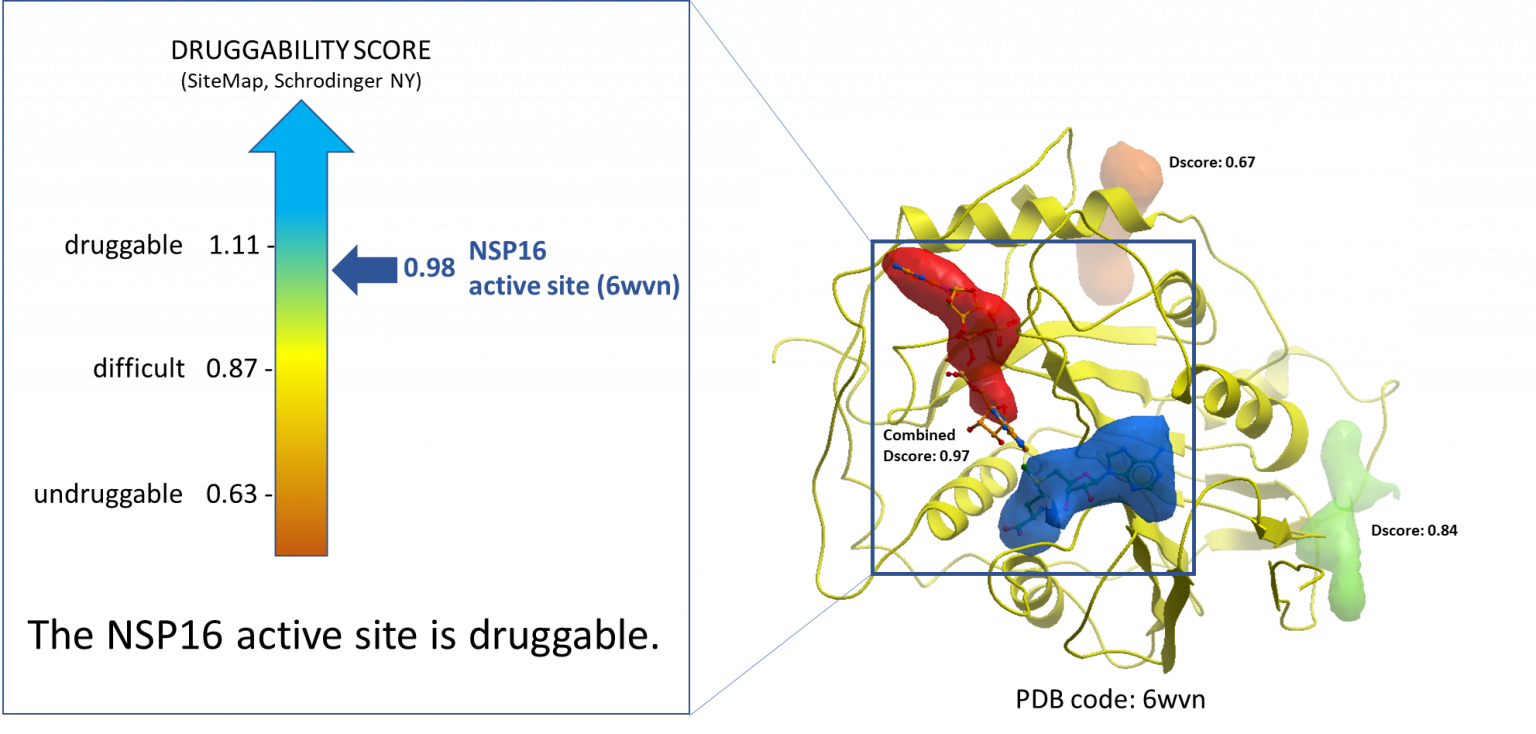 DRUGGABILITY SCORE
(SiteMap, Schrodinger NY)
druggable 1.11 -
0.98
NSP16
active site (6wvn)
difficult 0.87 -
undruggable 0.63 -
The NSP16 active site is druggable.
Dscore: 0.67
Combined
Dscore: 0.97
Dscore: 0.84
PDB code: 6wvn